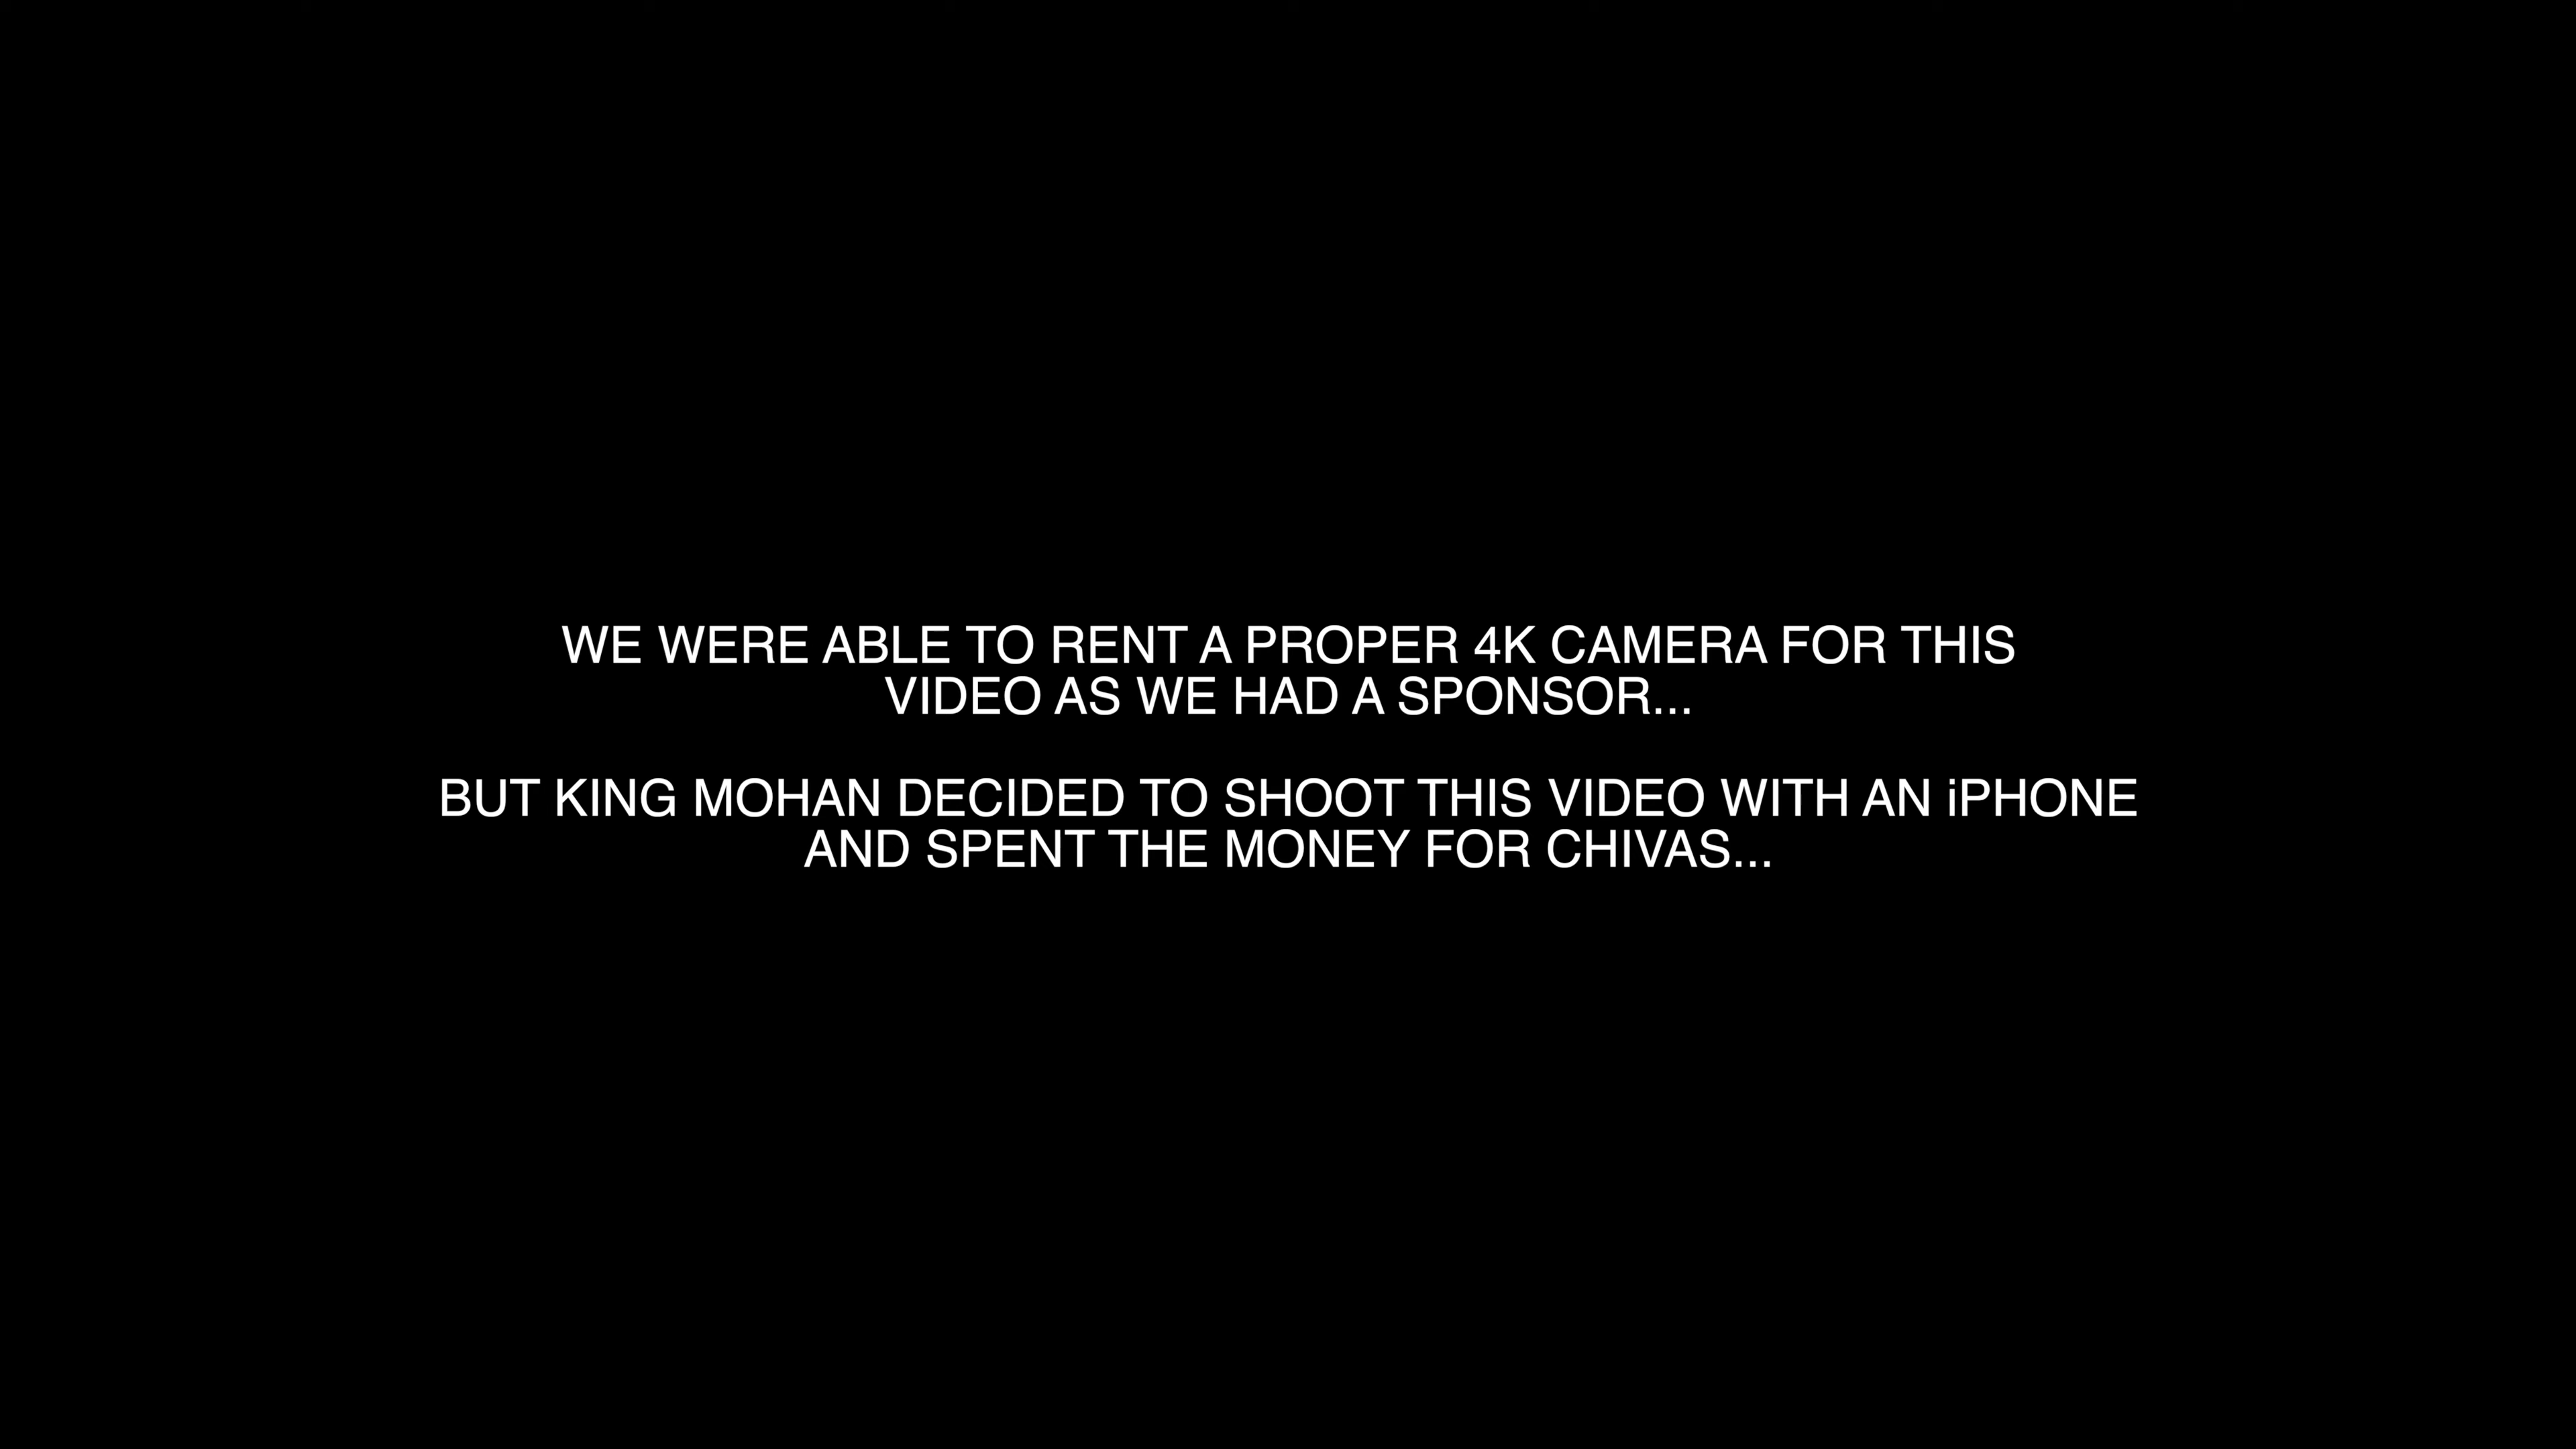 WE WERE ABLE TO RENT A PROPER 4K CAMERA FOR THIS
VIDEO AS WE HAD A SPONSOR...
BUT KING MOHAN DECIDED TO SHOOT THIS VIDEO WITH AN iPHONE
AND SPENT THE MONEY FOR CHIVAS...